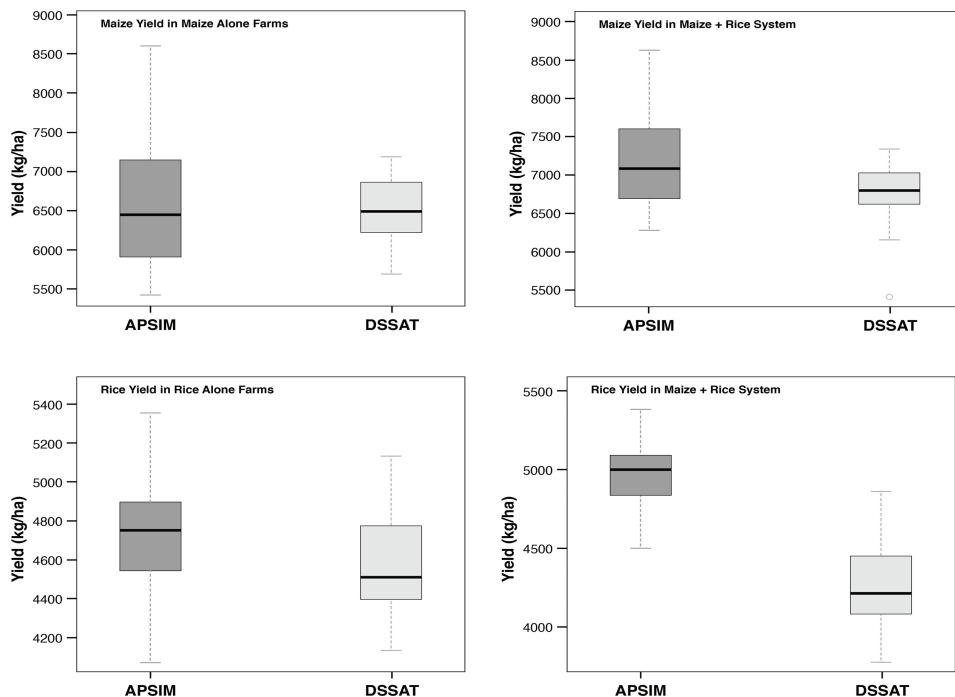 Maize Yield in Maize Alone Farms
Yield (kg/ha)
9000
8500
8000
7500
7000
6500
6000
5500
APSIM
DSSAT
Maize Yield in Maize + Rice System
Yield (kg/ha)
9000
8500
8000
7500
7000
6500
6000
5500
APSIM
DSSAT
Rice Yield in Rice Alone Farms
Yield (kg/ha)
5400
5200
5000
4800
4600
4400
4200
APSIM
DSSAT
Rice Yield in Maize + Rice System
Yield (kg/ha)
5500
5000
4500
4000
APSIM
DSSAT